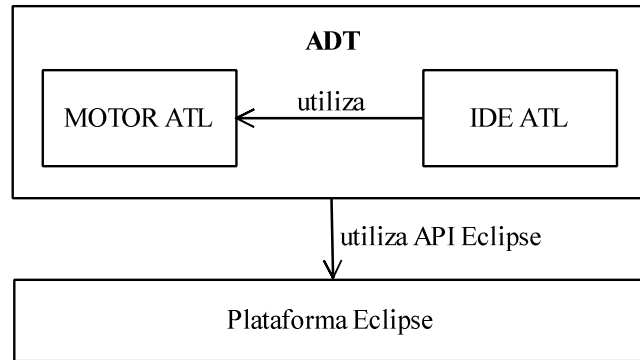 ADT
MOTOR ATL
utiliza
IDE ATL
utiliza API Eclipse
Plataforma Eclipse